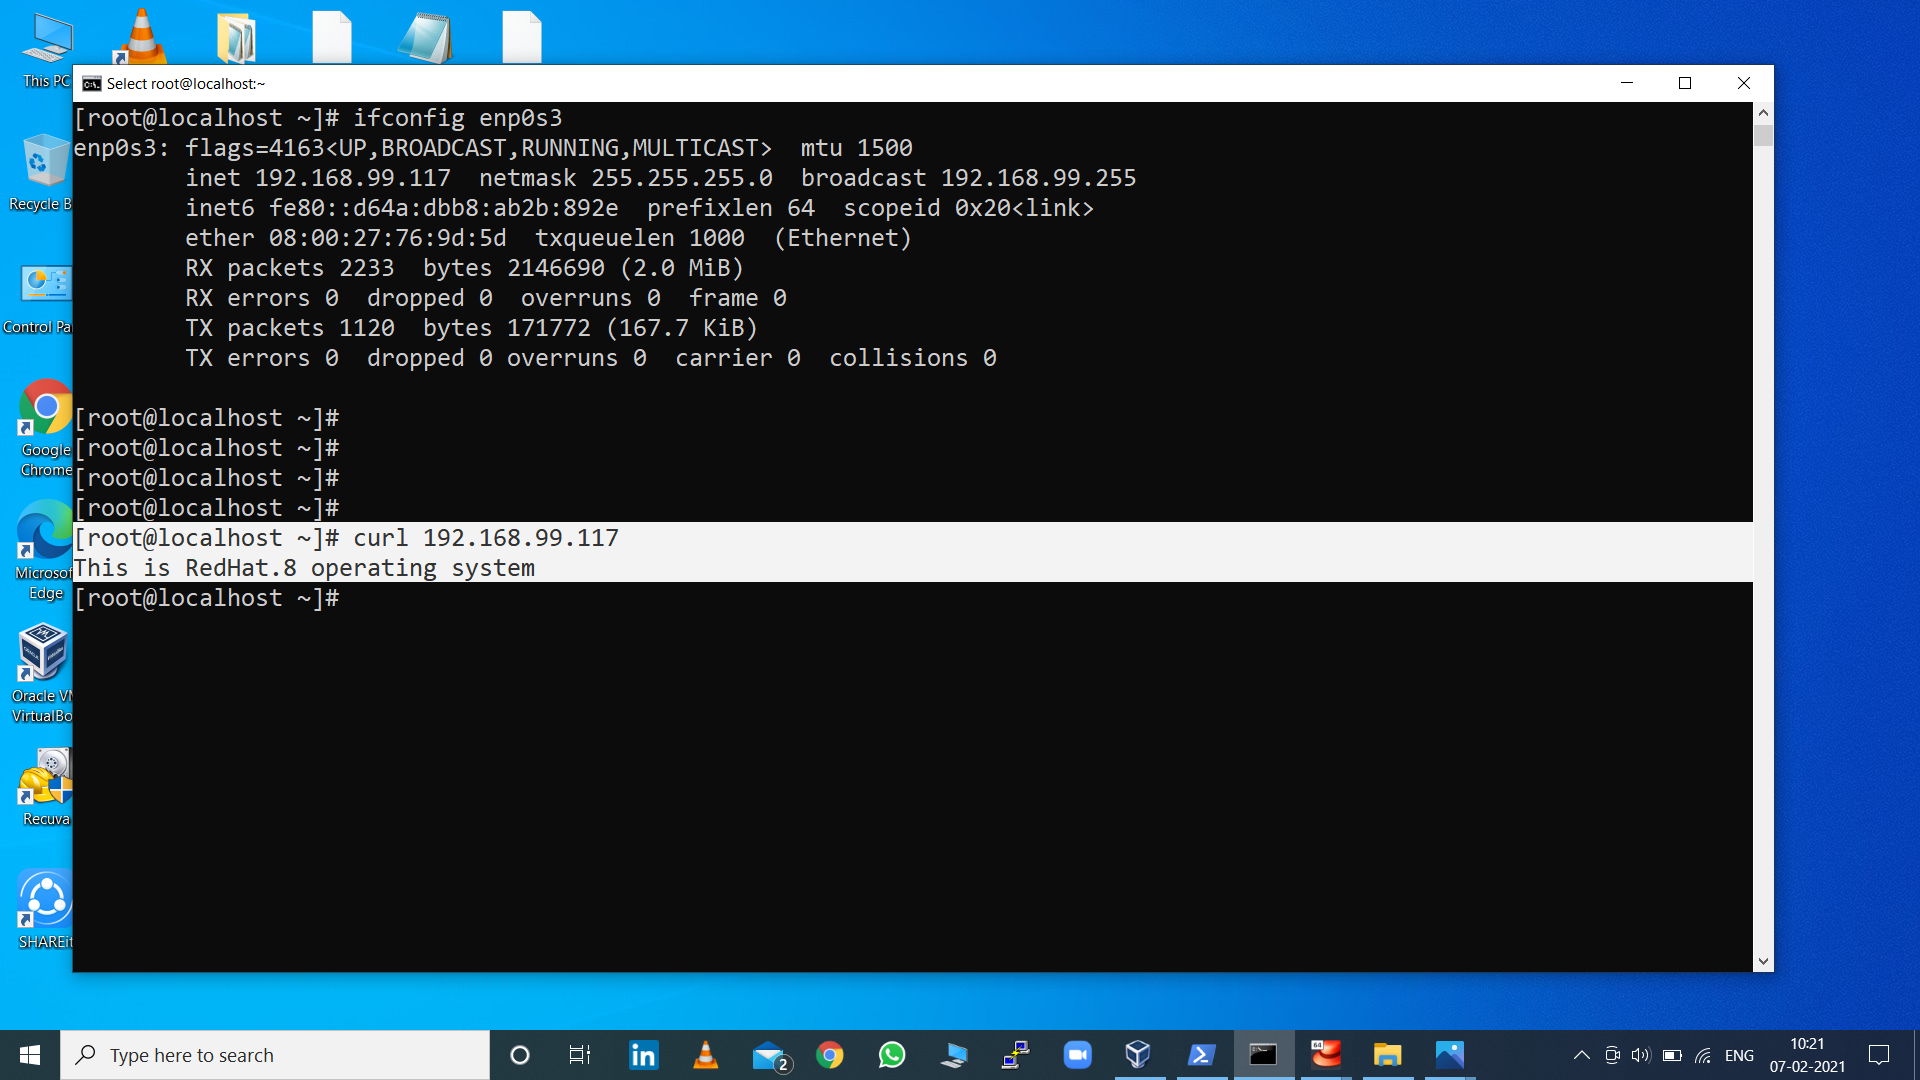 This PC
Recycle B
Control Pa
Google
Chrome
Microsof
Edge
Oracle VM
VirtualBo
Recuva
SHAREit
Select root@localhost:~
[root@localhost ~]# ifconfig enp0s3
enp0s3: flags=4163<UP,BROADCAST,RUNNING,MULTICAST>  mtu 1500
        inet 192.168.99.117  netmask 255.255.255.0  broadcast 192.168.99.255
        inet6 fe80::d64a:dbb8:ab2b:892e  prefixlen 64  scopeid 0x20<link>
        ether 08:00:27:76:9d:5d  txqueuelen 1000  (Ethernet)
        RX packets 2233  bytes 2146690 (2.0 MiB)
        RX errors 0  dropped 0  overruns 0  frame 0
        TX packets 1120  bytes 171772 (167.7 KiB)
        TX errors 0  dropped 0 overruns 0  carrier 0  collisions 0
[root@localhost ~]#
[root@localhost ~]#
[root@localhost ~]#
[root@localhost ~]#
[root@localhost ~]# curl 192.168.99.117
This is RedHat.8 operating system
[root@localhost ~]#
Type here to search
in
2
64
ENG
10:21
07-02-2021